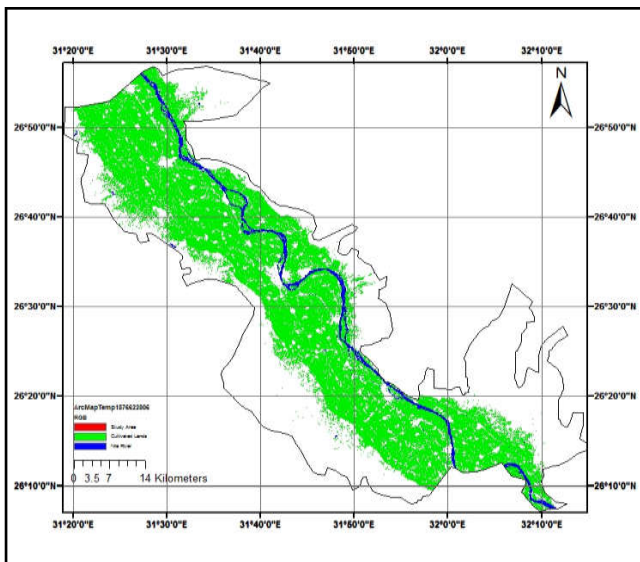 31°20'0"E 31°30'0"E 31°40'0"E 31°50'0"E 32°0'0"E 32°10'0"E
N
26°50'0"N 26°50'0"N
26°40'0"N 26°40'0"N
26°30'0"N 26°30'0"N
26°20'0"N 26°20'0"N
ArcMapTemp1876623806
RGB
Study Area
Cultivated Lands
Nile River
0 3.5 7 14 Kilometers
26°10'0"N 26°10'0"N
31°20'0"E 31°30'0"E 31°40'0"E 31°50'0"E 32°0'0"E 32°10'0"E